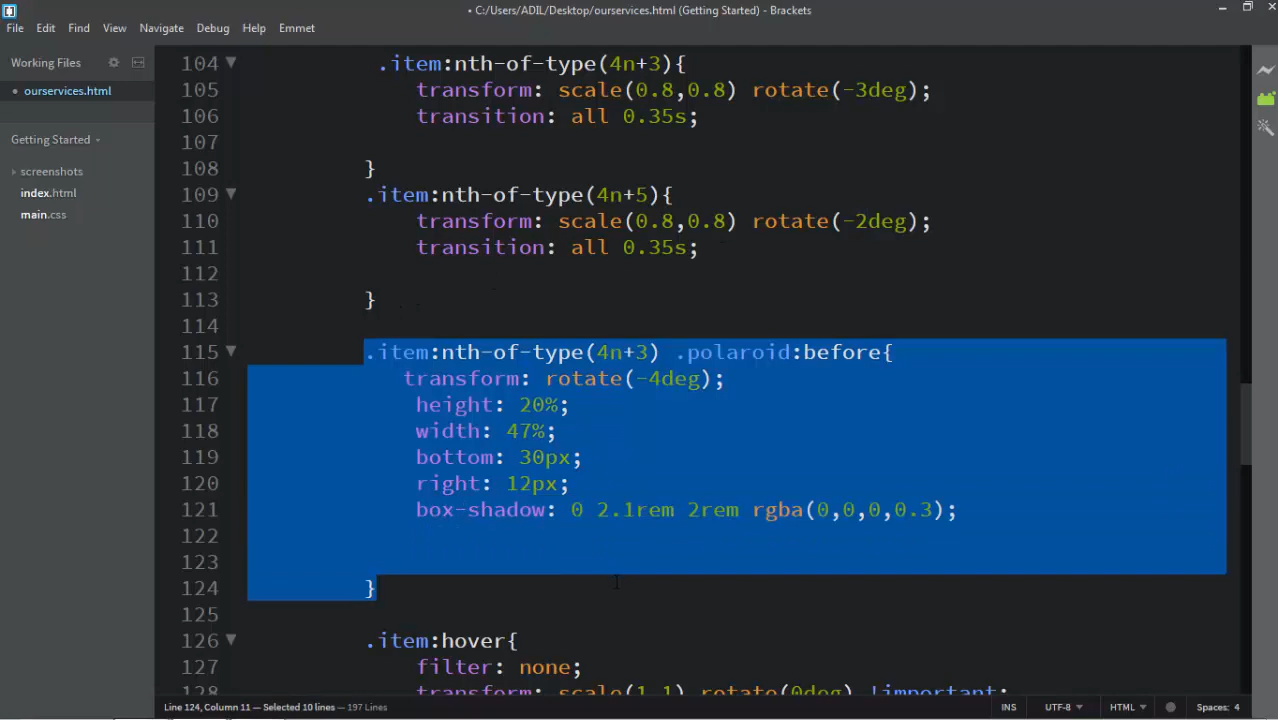 • C:/Users/ADIL/Desktop/ourservices.html (Getting Started) - Brackets
File Edit Find View Navigate Debug Help Emmet
Working Files
• ourservices.html
Getting Started
screenshots
index.html
main.css
104 .item:nth-of-type(4n+3){
105 transform: scale(0.8,0.8) rotate(-3deg);
106 transition: all 0.35s;
107
108 }
109 .item:nth-of-type(4n+5){
110 transform: scale(0.8,0.8) rotate(-2deg);
111 transition: all 0.35s;
112
113 }
114
115 .item:nth-of-type(4n+3) .polaroid:before{
116 transform: rotate(-4deg);
117 height: 20%;
118 width: 47%;
119 bottom: 30px;
120 right: 12px;
121 box-shadow: 0 2.1rem 2rem rgba(0,0,0,0.3);
122
123
124 }
125
126 .item:hover{
127 filter: none;
128 transform: scale(1,1) rotate(0deg) !important;
Line 124, Column 11 — Selected 10 lines — 197 Lines
INS UTF-8 HTML Spaces: 4